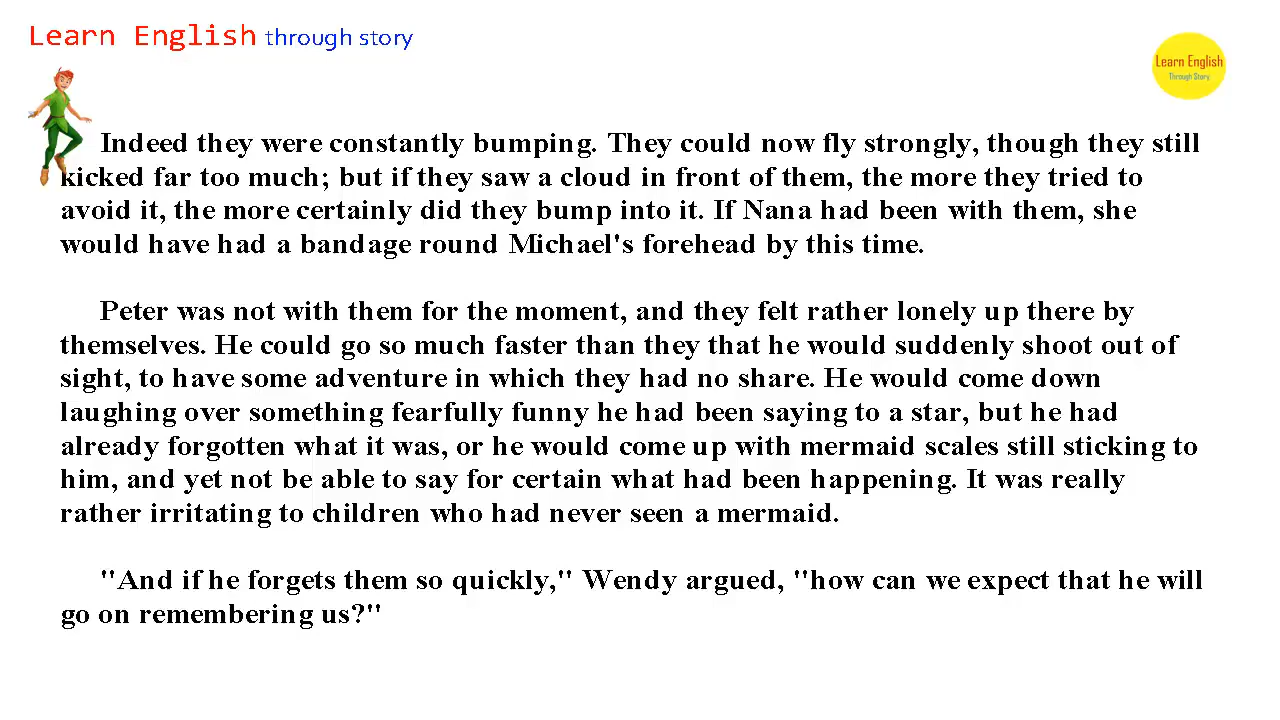 Learn English through story
Learn English
Through Story
Indeed they were constantly bumping. They could now fly strongly, though they still
kicked far too much; but if they saw a cloud in front of them, the more they tried to
avoid it, the more certainly did they bump into it. If Nana had been with them, she
would have had a bandage round Michael's forehead by this time.
Peter was not with them for the moment, and they felt rather lonely up there by
themselves. He could go so much faster than they that he would suddenly shoot out of
sight, to have some adventure in which they had no share. He would come down
laughing over something fearfully funny he had been saying to a star, but he had
already forgotten what it was, or he would come up with mermaid scales still sticking to
him, and yet not be able to say for certain what had been happening. It was really
rather irritating to children who had never seen a mermaid.
"And if he forgets them so quickly," Wendy argued, "how can we expect that he will
go on remembering us?"